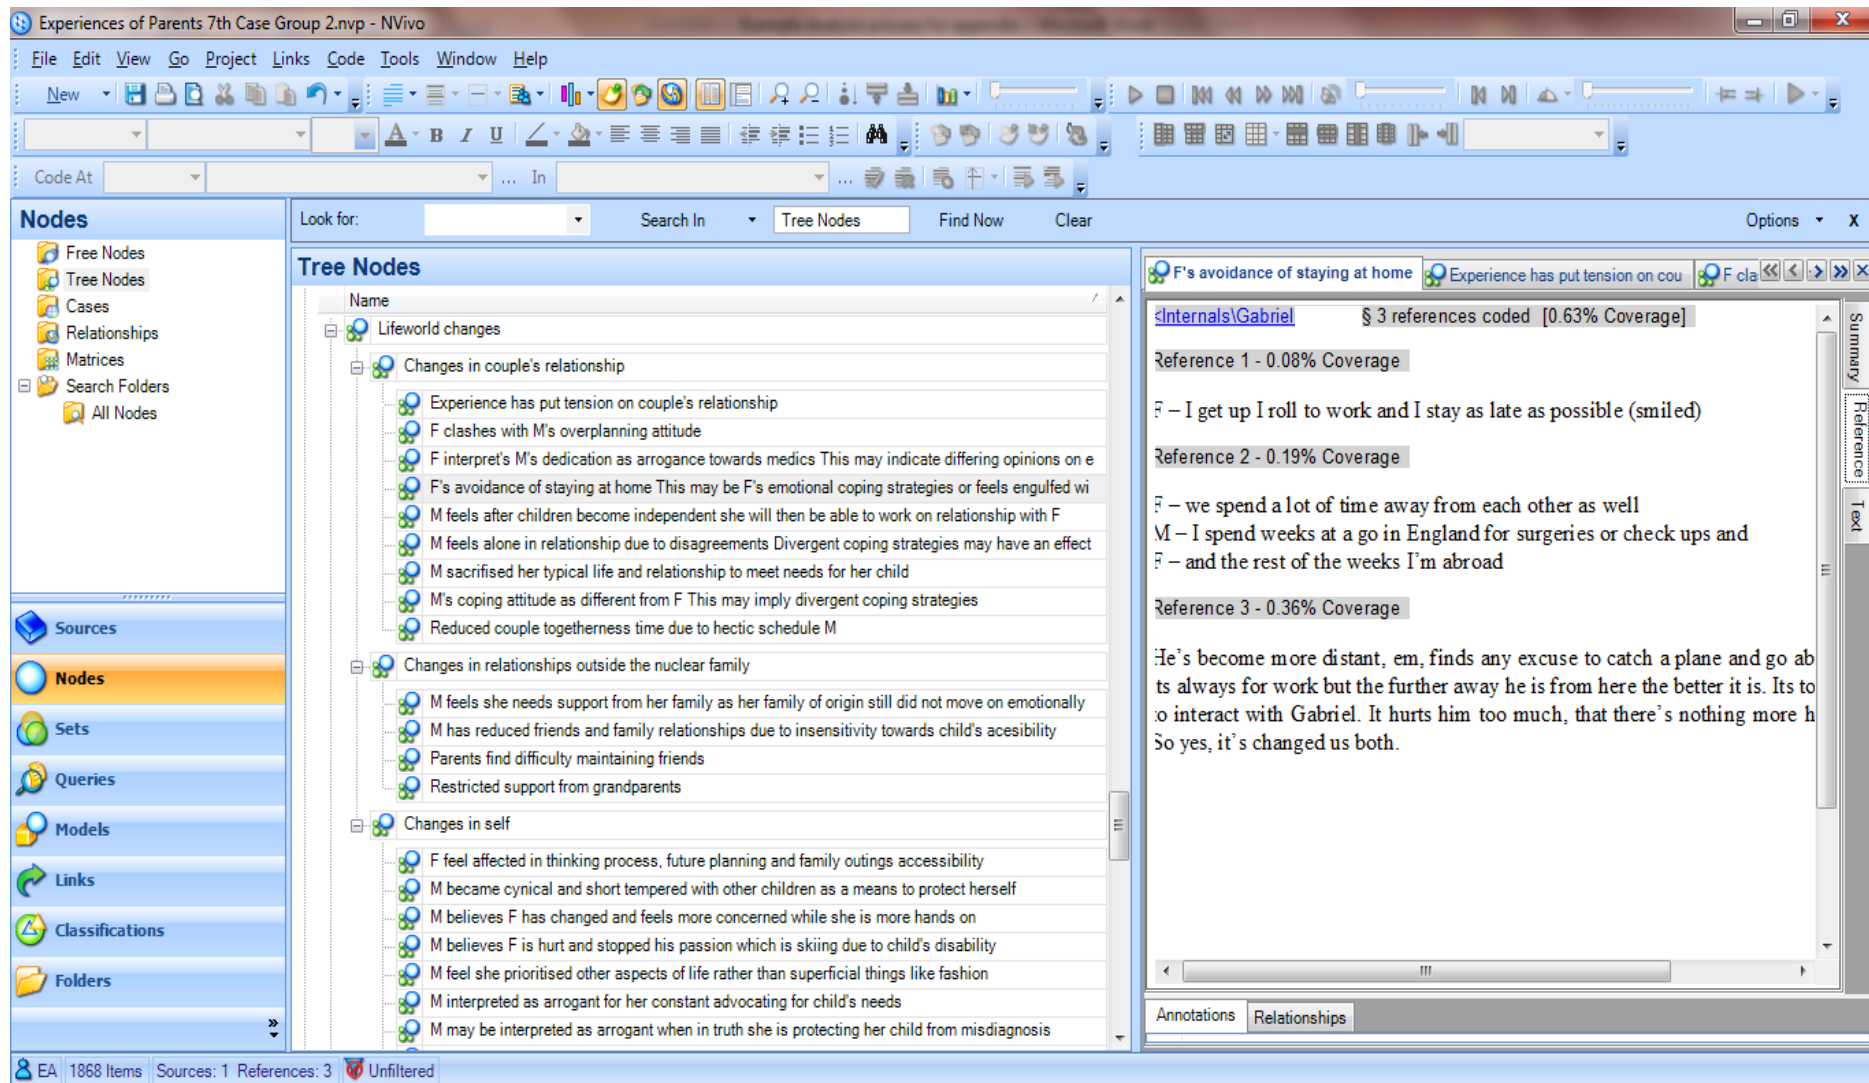 Experiences of Parents 7th Case Group 2.nvp - NVivo
File Edit View Go Project Links Code Tools Window Help
New
A B I U
Code At ... In ...
Nodes
Free Nodes
Tree Nodes
Cases
Relationships
Matrices
Search Folders
All Nodes
Sources
Nodes
Sets
Queries
Models
Links
Classifications
Folders
Look for: Search In Tree Nodes Find Now Clear Options x
Tree Nodes
Name
Lifeworld changes
Changes in couple's relationship
Experience has put tension on couple's relationship
F clashes with M's overplanning attitude
F interpret's M's dedication as arrogance towards medics This may indicate differing opinions on e
F's avoidance of staying at home This may be F's emotional coping strategies or feels engulfed wi
M feels after children become independent she will then be able to work on relationship with F
M feels alone in relationship due to disagreements Divergent coping strategies may have an effect
M sacrifised her typical life and relationship to meet needs for her child
M's coping attitude as different from F This may imply divergent coping strategies
Reduced couple togetherness time due to hectic schedule M
Changes in relationships outside the nuclear family
M feels she needs support from her family as her family of origin still did not move on emotionally
M has reduced friends and family relationships due to insensitivity towards child's acesibility
Parents find difficulty maintaining friends
Restricted support from grandparents
Changes in self
F feel affected in thinking process, future planning and family outings accessibility
M became cynical and short tempered with other children as a means to protect herself
M believes F has changed and feels more concerned while she is more hands on
M believes F is hurt and stopped his passion which is skiing due to child's disability
M feel she prioritised other aspects of life rather than superficial things like fashion
M interpreted as arrogant for her constant advocating for child's needs
M may be interpreted as arrogant when in truth she is protecting her child from misdiagnosis
F's avoidance of staying at home Experience has put tension on cou F cla
<Internals\Gabriel § 3 references coded [0.63% Coverage]
Reference 1 - 0.08% Coverage
F – I get up I roll to work and I stay as late as possible (smiled)
Reference 2 - 0.19% Coverage
F – we spend a lot of time away from each other as well
M – I spend weeks at a go in England for surgeries or check ups and
F – and the rest of the weeks I'm abroad
Reference 3 - 0.36% Coverage
He's become more distant, em, finds any excuse to catch a plane and go ab
its always for work but the further away he is from here the better it is. Its to
to interact with Gabriel. It hurts him too much, that there's nothing more h
So yes, it's changed us both.
Summary
Reference
Text
Annotations Relationships
EA 1868 Items Sources: 1 References: 3 Unfiltered